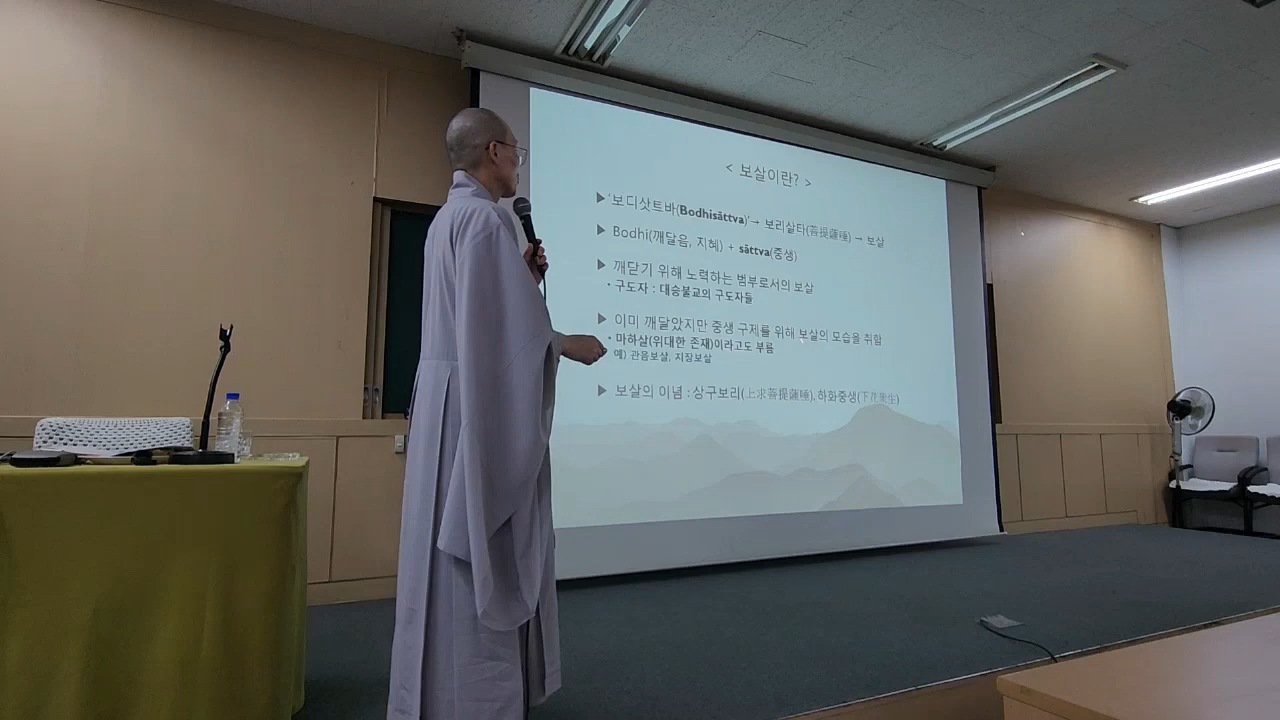 < 보살이란? >
▶'보디삿트바(Bodhisāttva)'→ 보리살타(菩提薩埵) → 보살
▶ Bodhi(깨달음, 지혜) + sāttva(중생)
▶ 깨닫기 위해 노력하는 범부로서의 보살
· 구도자 : 대승불교의 구도자들
▶ 이미 깨달았지만 중생 구제를 위해 보살의 모습을 취함
· 마하살(위대한 존재)이라고도 부름
예) 관음보살, 지장보살
▶ 보살의 이념 : 상구보리(上求菩提薩埵), 하화중생(下化衆生)